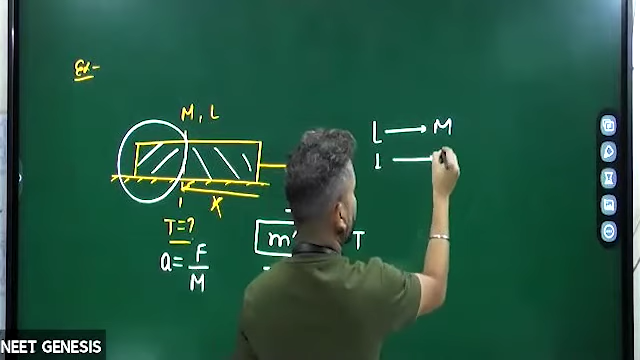 Ex-
M, L
L → M
1 —
x
T=?
a = F/M
m'
T
NEET GENESIS